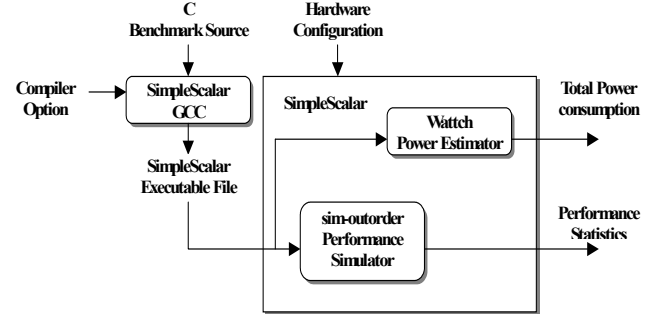 C
Benchmark Source
Hardware
Configuration
Compiler
Option
SimpleScalar
GCC
SimpleScalar
Wattch
Power Estimator
Total Power
consumption
SimpleScalar
Executable File
sim-outorder
Performance
Simulator
Performance
Statistics